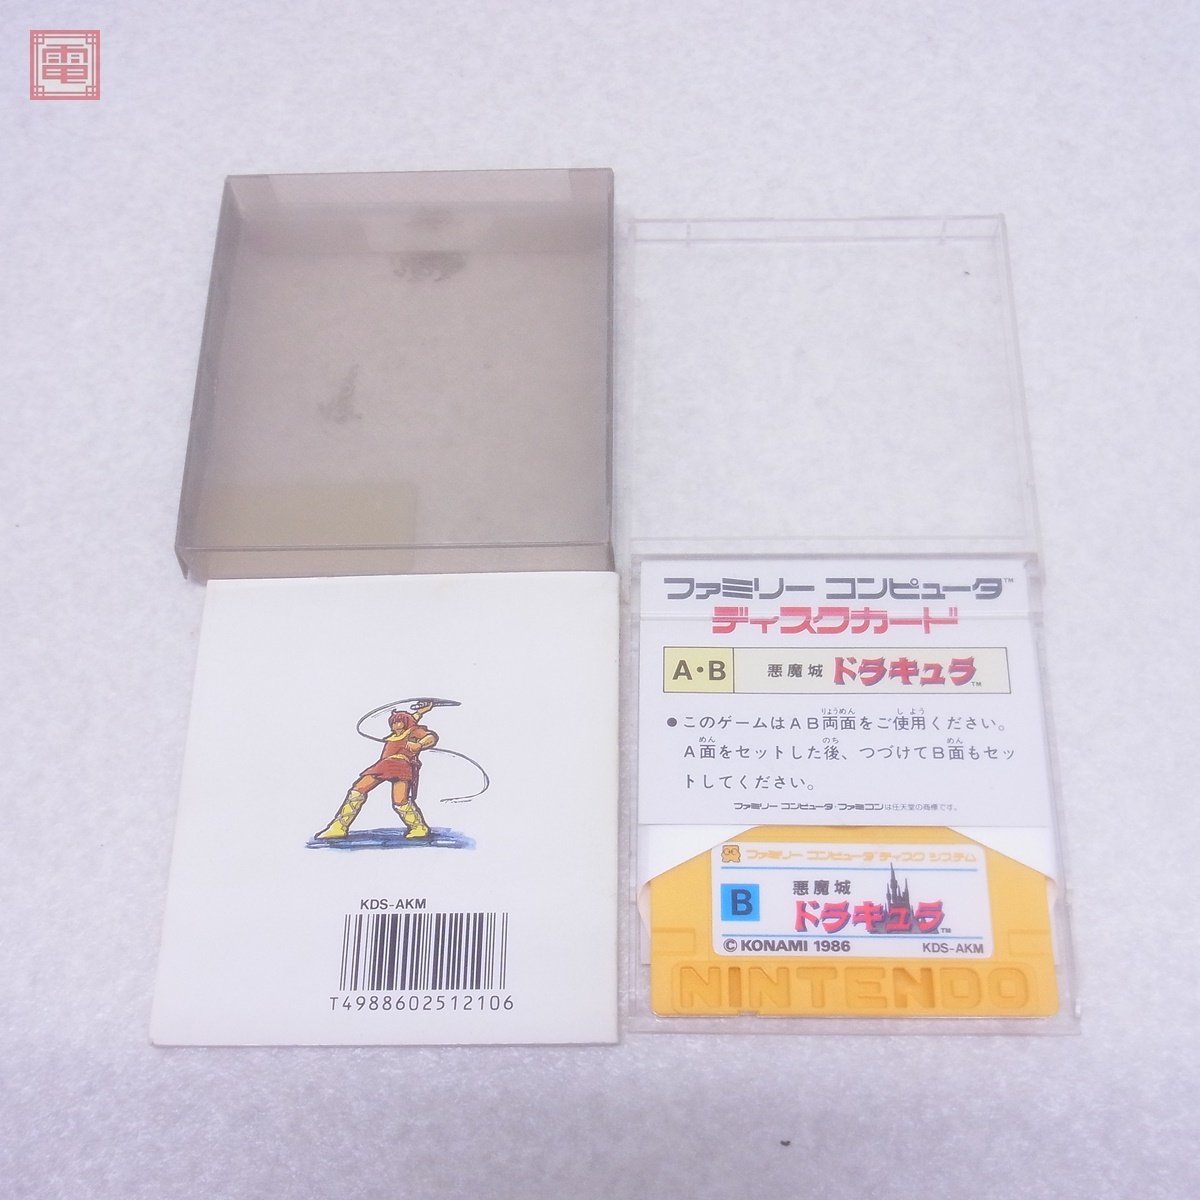 電
ファミリー コンピュータ™
ディスクカード
A・B 悪魔城 ドラキュラ™
●このゲームはAB両面をご使用ください。
A面をセットした後、つづけてB面もセッ
トしてください。
ファミリー コンピュータ・ファミコンは任天堂の商標です。
ファミリー コンピュータ ディスク システム
B 悪魔城
ドラキュラ™
©KONAMI 1986 KDS-AKM
NINTENDO
KDS-AKM
T4988602512106